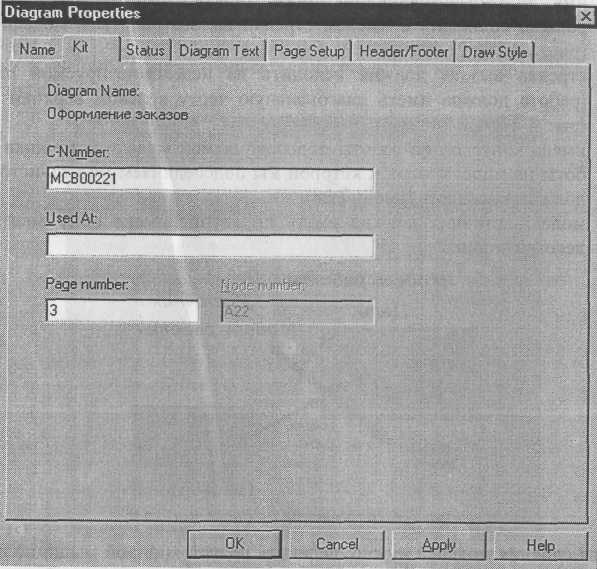 Diagram Properties
Name Kit Status Diagram Text Page Setup Header/Footer Draw Style
Diagram Name:
Оформление заказов
C-Number:
MCB00221
Used At:
Page number: Node number:
3 A22
OK Cancel Apply Help